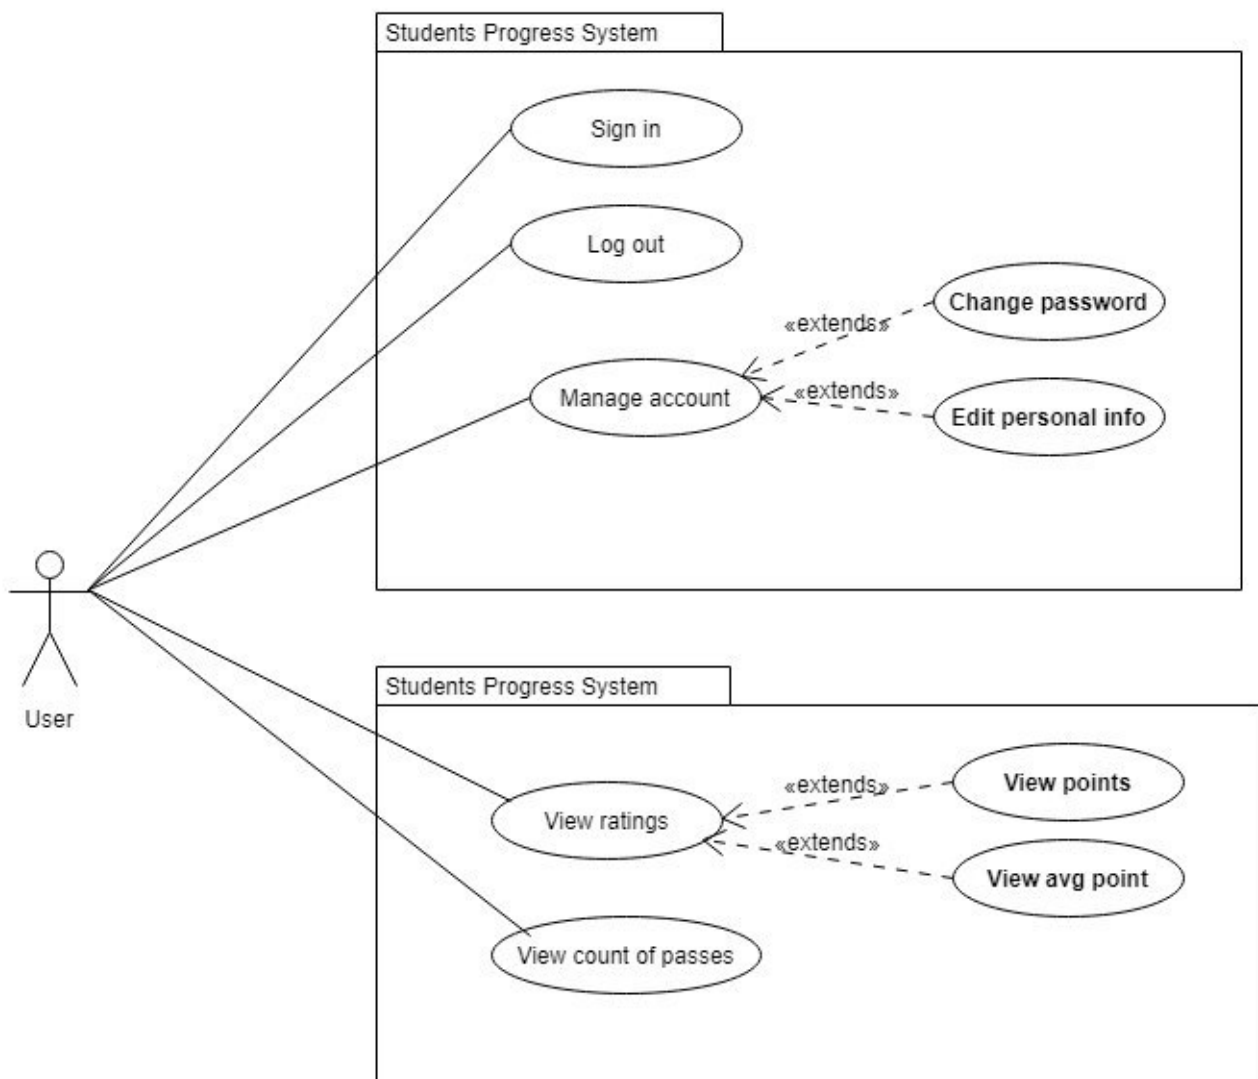 Students Progress System
Sign in
Log out
Change password
«extends»
Manage account
«extends»
Edit personal info
User
Students Progress System
View points
«extends»
View ratings
«extends»
View avg point
View count of passes